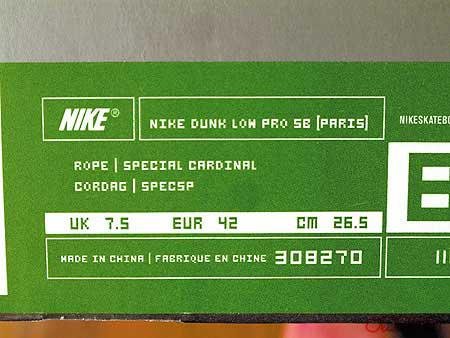 NIKE®
NIKE DUNK LOW PRO SB [PARIS]
ROPE | SPECIAL CARDINAL
CORDAG | SPECSP
UK 7.5 EUR 42 CM 26.5
MADE IN CHINA | FABRIQUE EN CHINE 308270
NIKESKATEBO